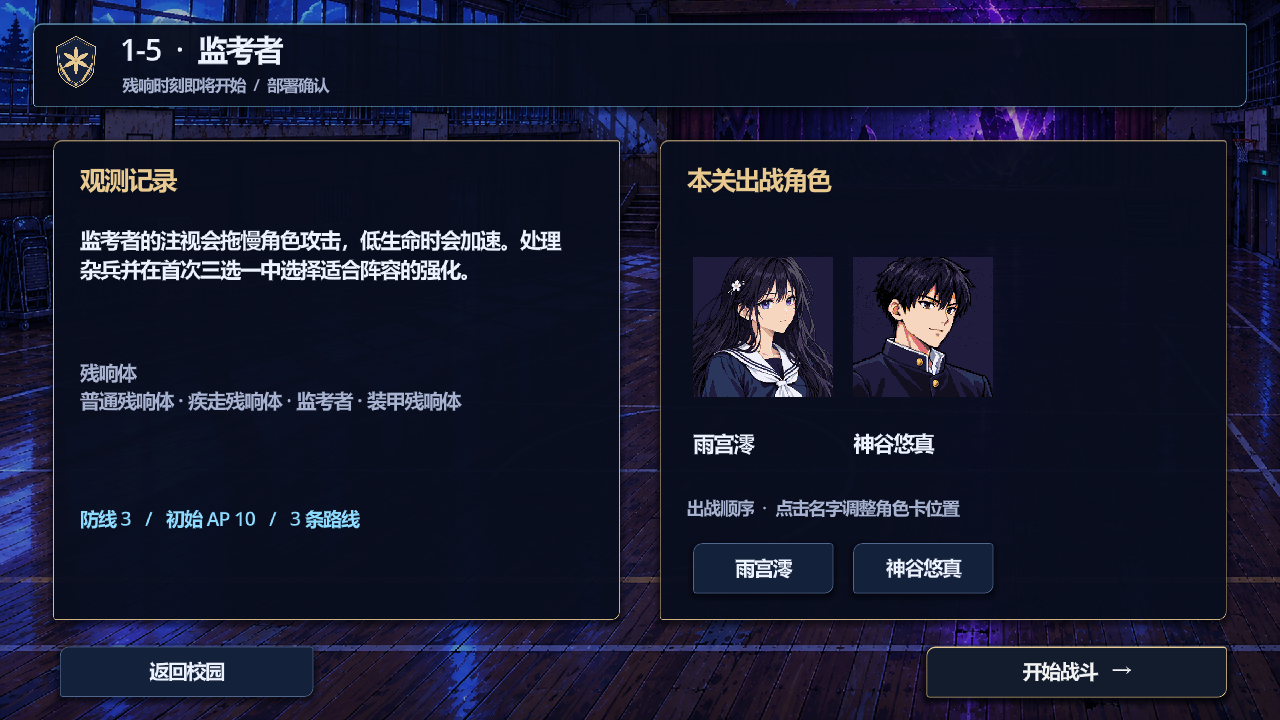 1-5 · 监考者
残响时刻即将开始 / 部署确认
观测记录
监考者的注视会拖慢角色攻击，低生命时会加速。处理
杂兵并在首次三选一中选择适合阵容的强化。
残响体
普通残响体 · 疾走残响体 · 监考者 · 装甲残响体
防线 3 / 初始 AP 10 / 3 条路线
本关出战角色
雨宫澪 神谷悠真
出战顺序 · 点击名字调整角色卡位置
雨宫澪 神谷悠真
返回校园
开始战斗 →